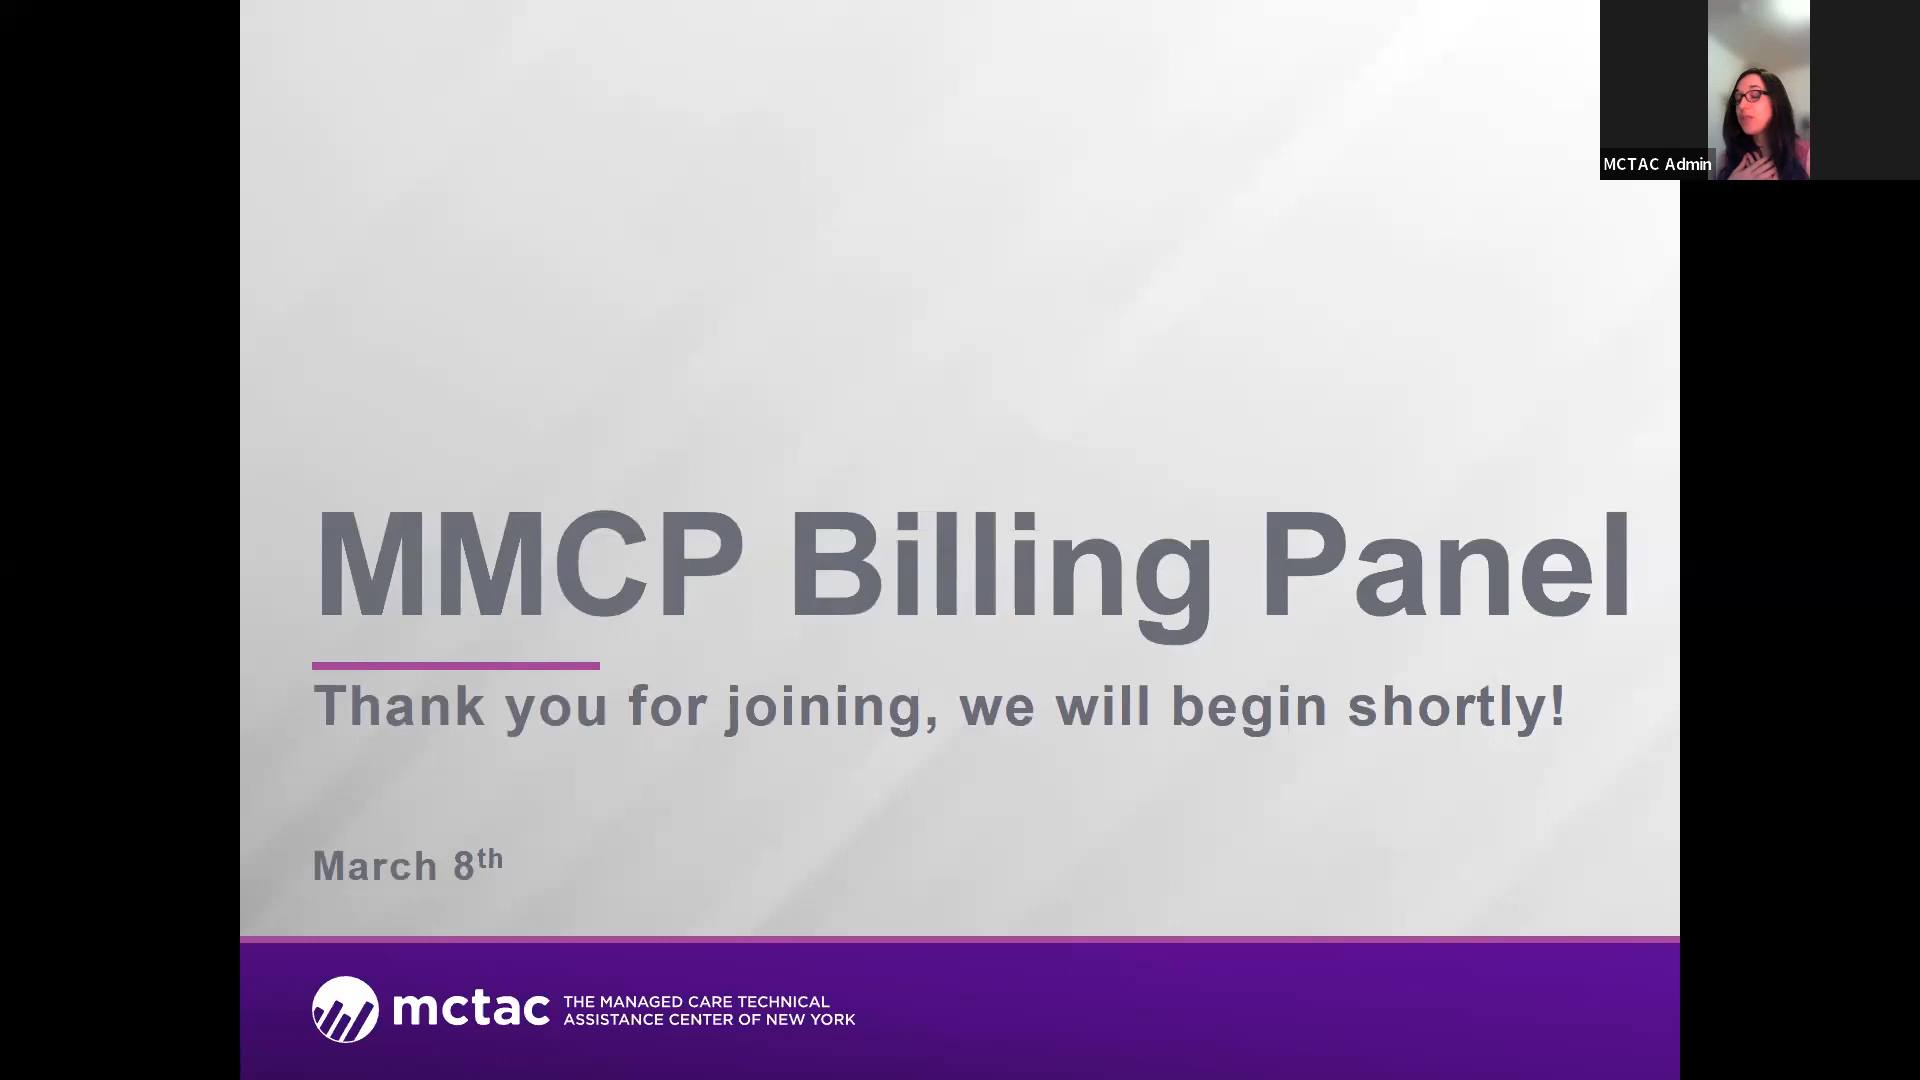 MCTAC Admin
MMCP Billing Panel
Thank you for joining, we will begin shortly!
March 8th
mctac THE MANAGED CARE TECHNICAL
ASSISTANCE CENTER OF NEW YORK